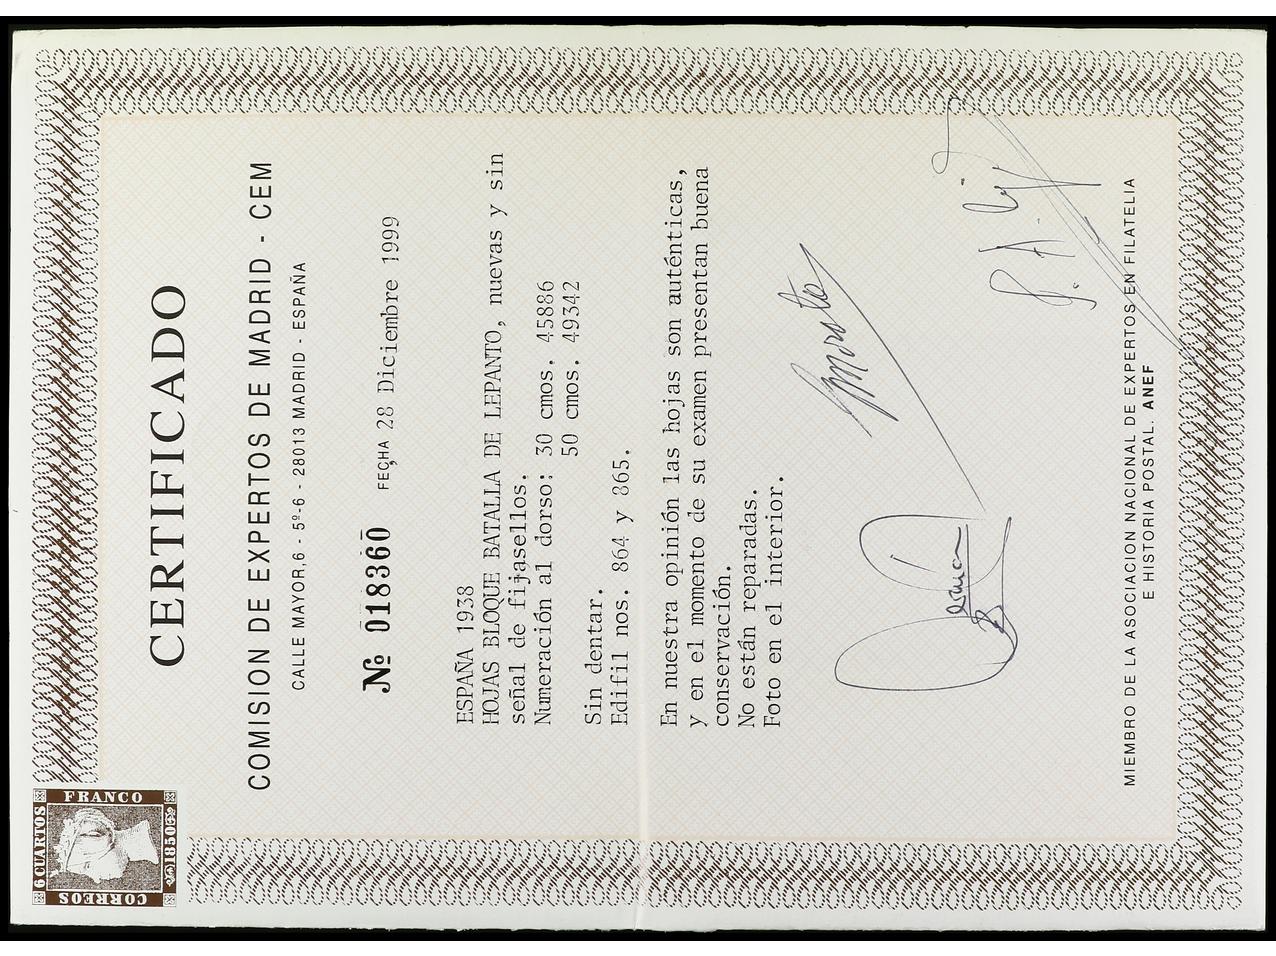 CORREOS
6 CUARTOS
FRANCO
1850
CERTIFICADO
COMISION DE EXPERTOS DE MADRID - CEM
CALLE MAYOR, 6 - 5º-6 - 28013 MADRID - ESPAÑA
№ 018360 FECHA 28 Diciembre 1999
ESPAÑA 1938
HOJAS BLOQUE BATALLA DE LEPANTO, nuevas y sin
señal de fijasellos.
Numeración al dorso: 30 cmos. 45886
50 cmos. 49342
Sin dentar.
Edifil nos. 864 y 865.
En nuestra opinión las hojas son auténticas,
y en el momento de su examen presentan buena
conservación.
No están reparadas.
Foto en el interior.
MIEMBRO DE LA ASOCIACION NACIONAL DE EXPERTOS EN FILATELIA
E HISTORIA POSTAL. ANEF